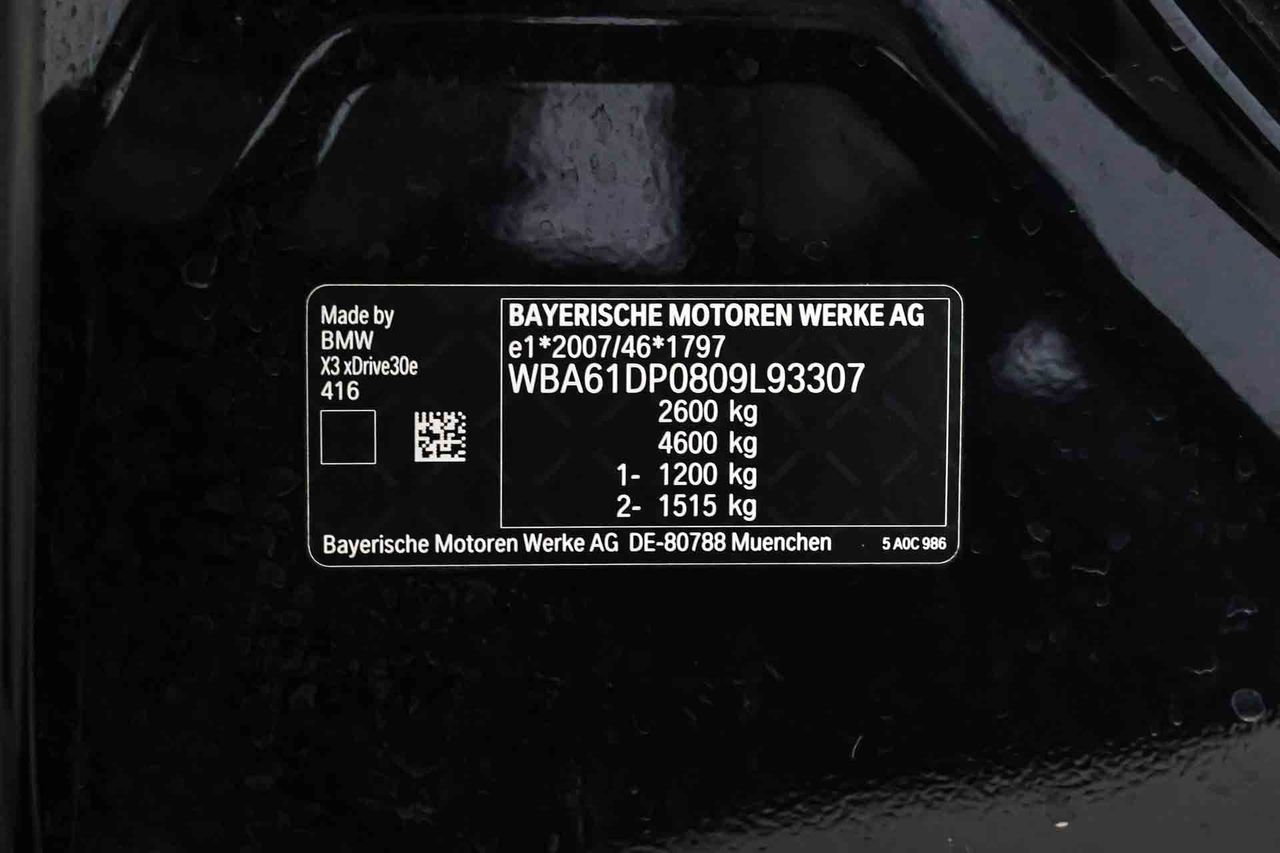 Made by
BMW
X3 xDrive30e
416
BAYERISCHE MOTOREN WERKE AG
e1*2007/46*1797
WBA61DP0809L93307
2600 kg
4600 kg
1- 1200 kg
2- 1515 kg
Bayerische Motoren Werke AG DE-80788 Muenchen 5 A0C 986